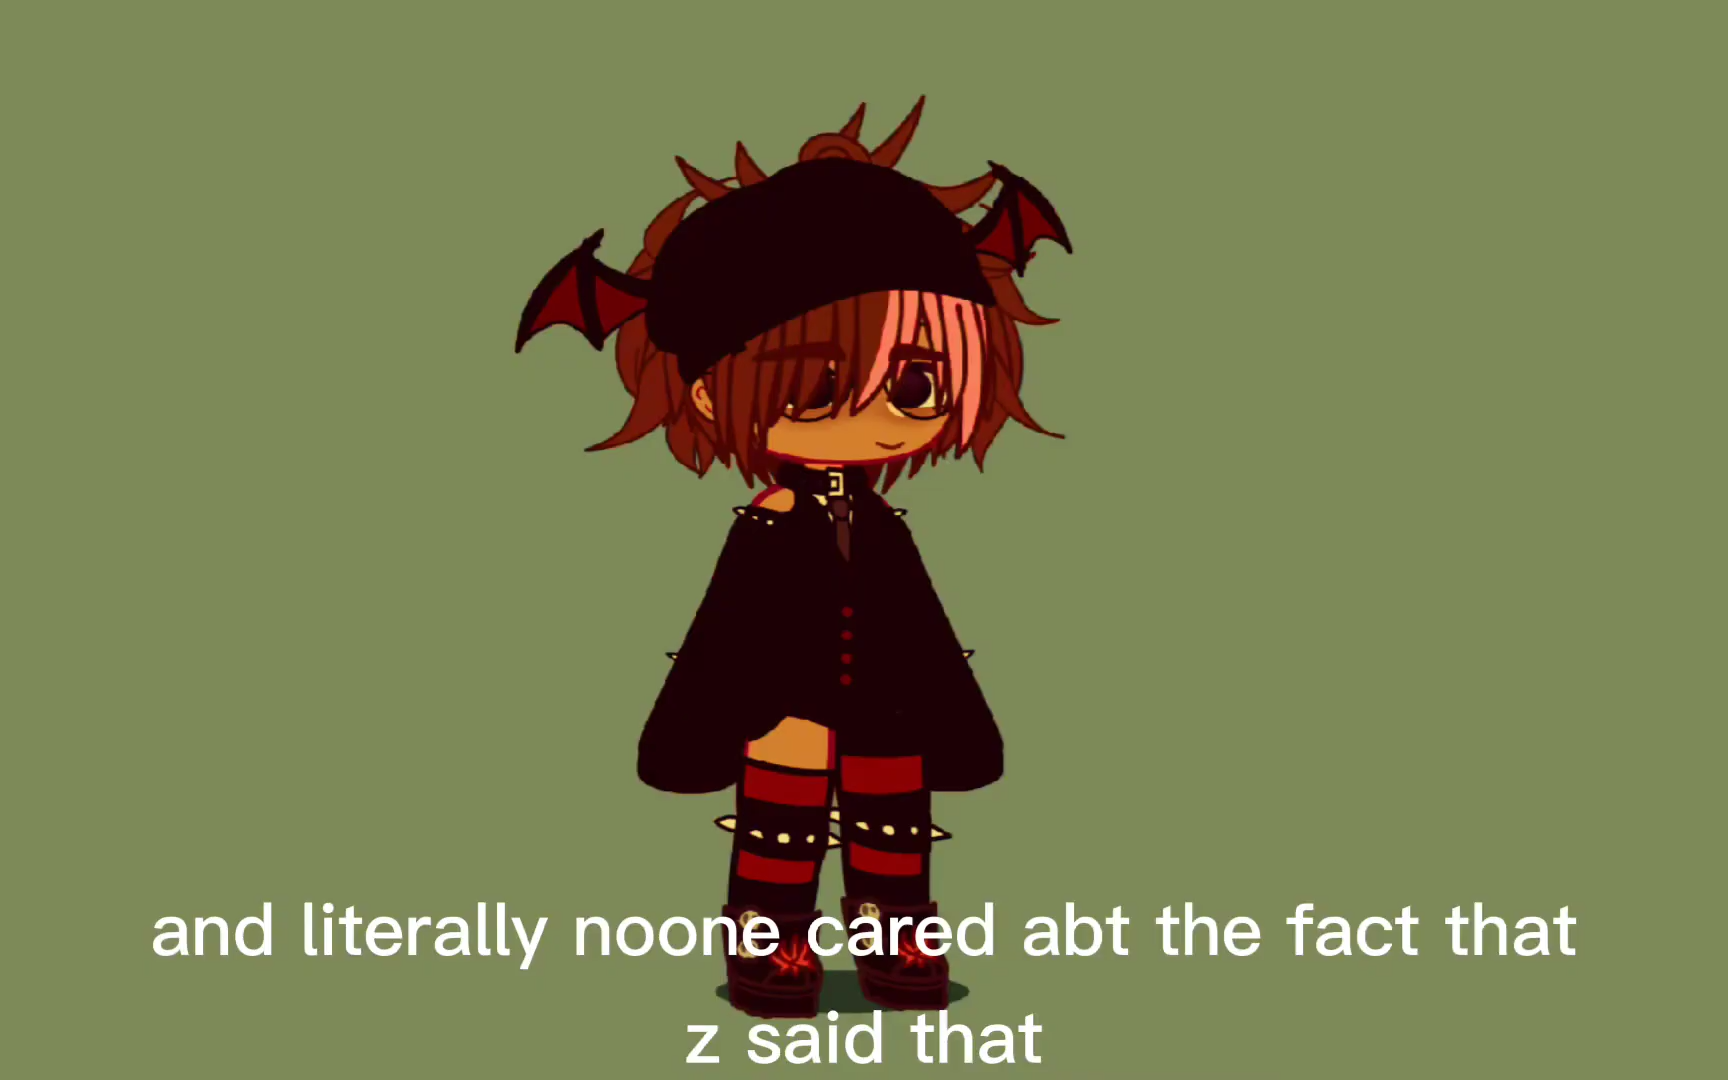 and literally noone cared abt the fact that
z said that